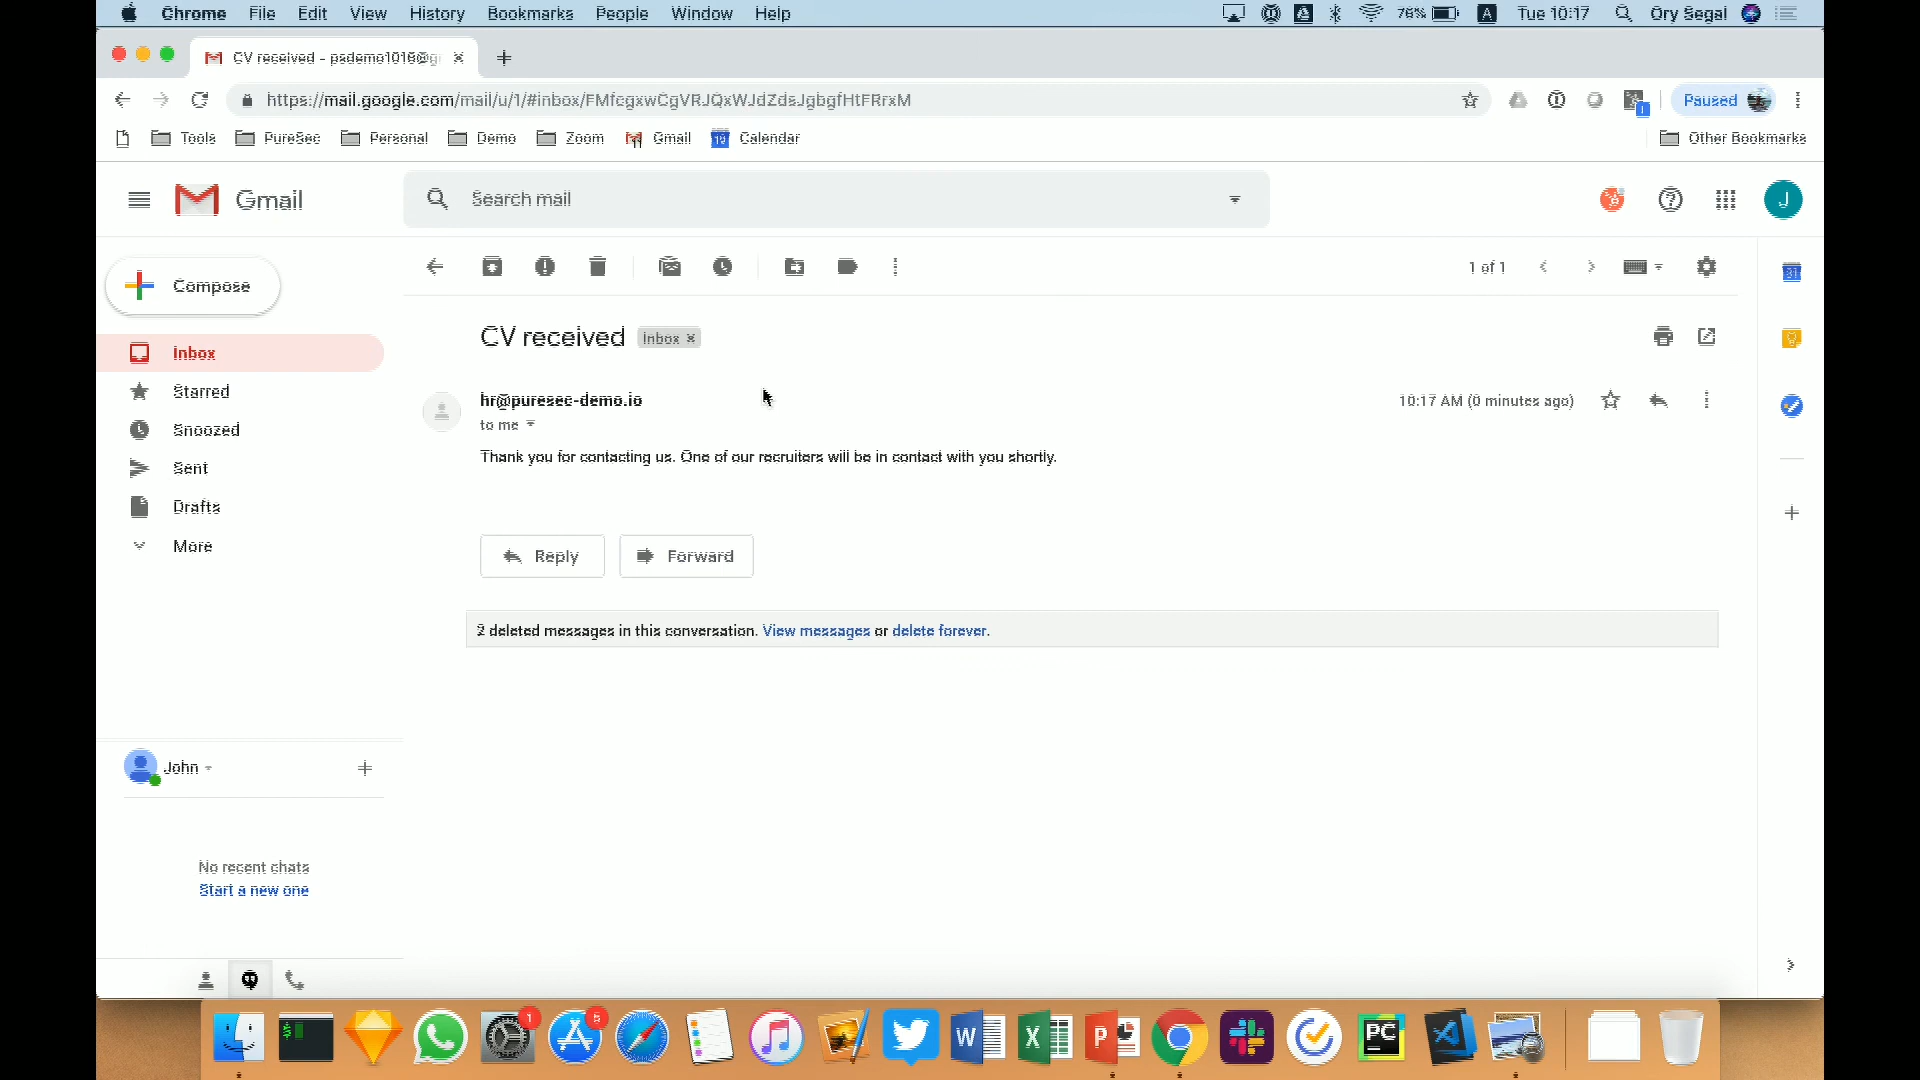 Chrome File Edit View History Bookmarks People Window Help 76% A Tue 10:17 Ory Segal
CV received - psdemo1016@g
https://mail.google.com/mail/u/1/#inbox/FMfcgxwCgVRJQxWJdZdsJgbgfHtFRrxM Paused
Tools PureSec Personal Demo Zoom Gmail Calendar Other Bookmarks
Gmail Search mail J
Compose 1 of 1 31
CV received Inbox
Inbox
Starred
Snoozed
Sent
Drafts
More
hr@puresec-demo.io 10:17 AM (0 minutes ago)
to me
Thank you for contacting us. One of our recruiters will be in contact with you shortly.
Reply Forward
2 deleted messages in this conversation. View messages or delete forever.
John
No recent chats
Start a new one
$ 1 5 W X P PC